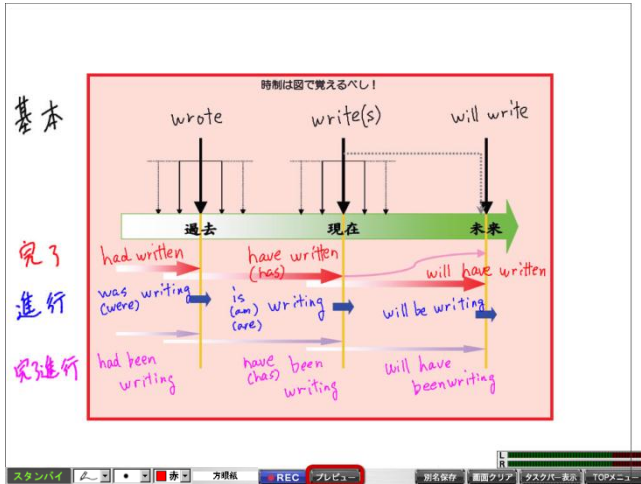 時制は図で覚えるべし！
基本
wrote
write(s)
will write
過去
現在
未来
完了
had written
have written
(has)
will have written
進行
was writing
(were)
is
(am)
(are)
writing
will be writing
完了進行
had been
writing
have
(has)
been
writing
will have
been writing
L
R
スタンバイ
赤
方眼紙
REC
プレビュー
別名保存
画面クリア
タスクバー表示
TOPメニュー